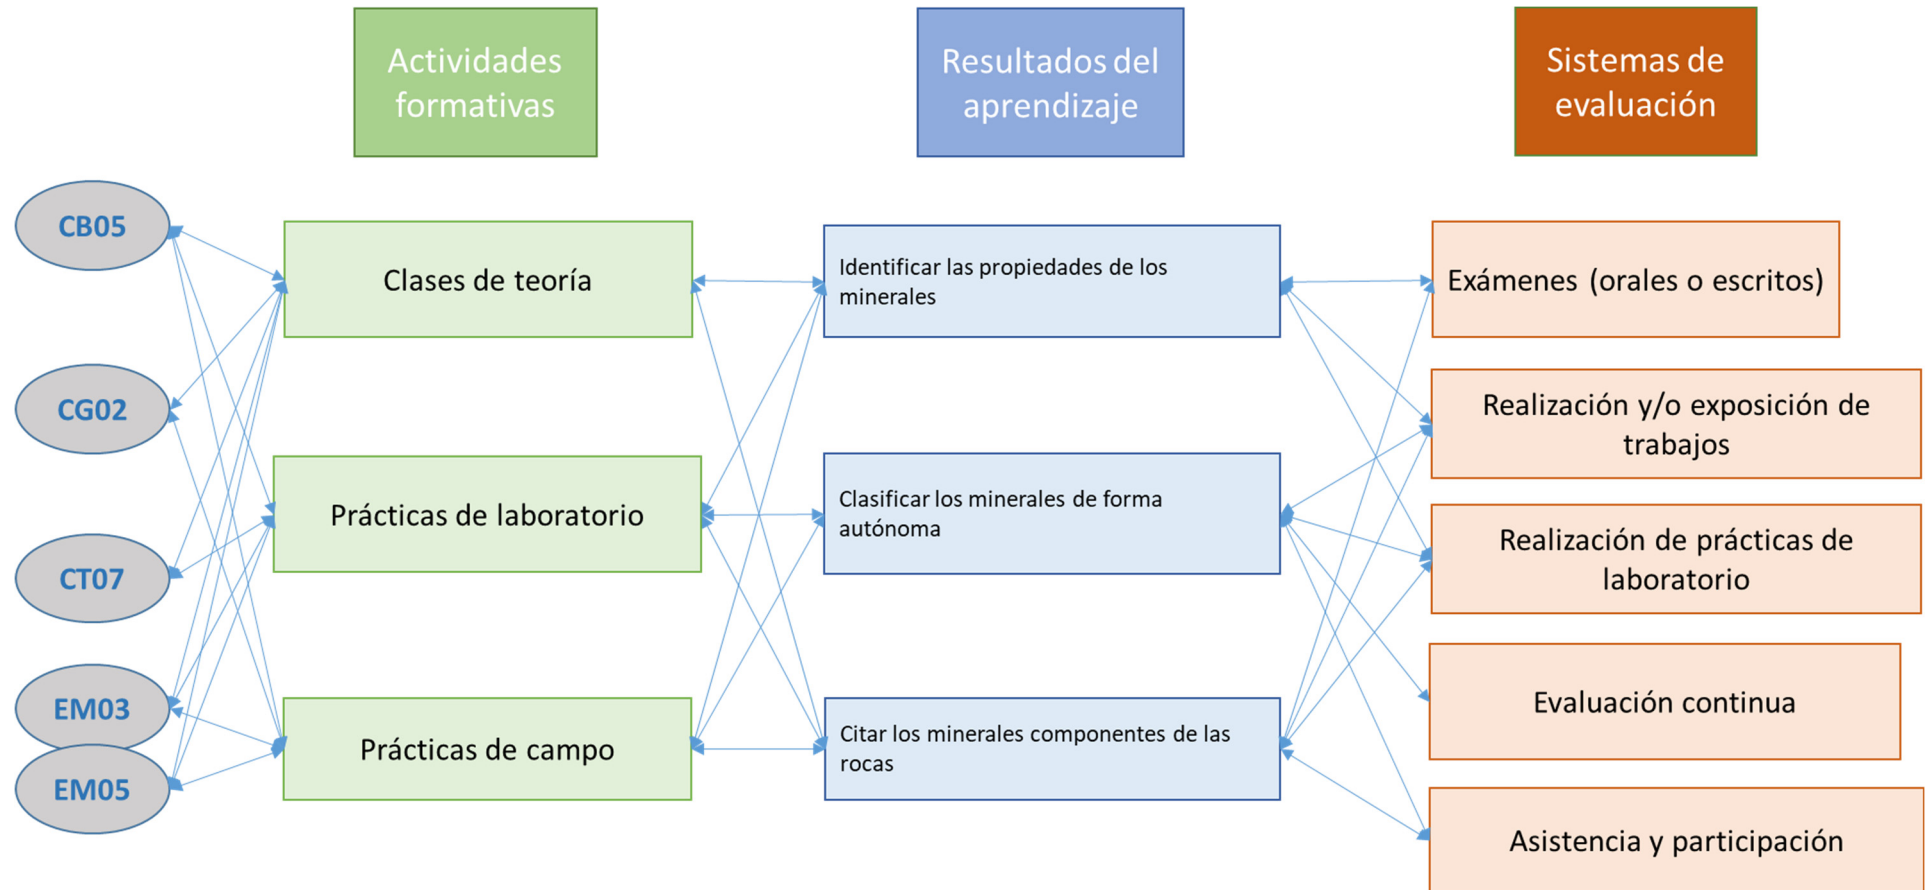 Actividades
formativas
Resultados del
aprendizaje
Sistemas de
evaluación
CB05
CG02
CT07
EM03
EM05
Clases de teoría
Prácticas de laboratorio
Prácticas de campo
Identificar las propiedades de los
minerales
Clasificar los minerales de forma
autónoma
Citar los minerales componentes de las
rocas
Exámenes (orales o escritos)
Realización y/o exposición de
trabajos
Realización de prácticas de
laboratorio
Evaluación continua
Asistencia y participación